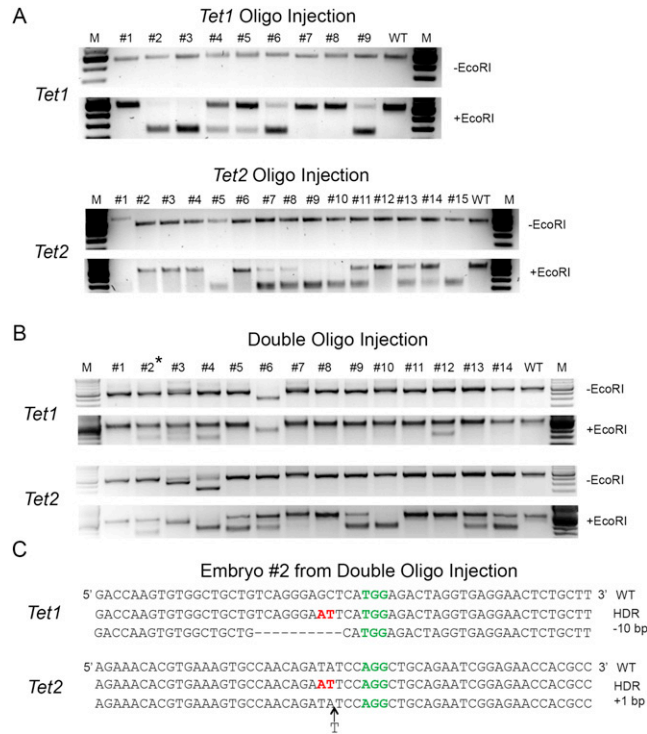 A
Tet1 Oligo Injection
M #1 #2 #3 #4 #5 #6 #7 #8 #9 WT M
-EcoRI
Tet1
+EcoRI
Tet2 Oligo Injection
M #1 #2 #3 #4 #5 #6 #7 #8 #9 #10 #11 #12 #13 #14 #15 WT M
-EcoRI
Tet2
+EcoRI
B
Double Oligo Injection
M #1 #2* #3 #4 #5 #6 #7 #8 #9 #10 #11 #12 #13 #14 WT M
-EcoRI
Tet1
+EcoRI
-EcoRI
Tet2
+EcoRI
C
Embryo #2 from Double Oligo Injection
5' GACCAAGTGTGGCTGCTGTCAGGGAGCTCATGGAGACTAGGTGAGGAACTCTGCTT 3' WT
Tet1 GACCAAGTGTGGCTGCTGTCAGGGAATTCATGGAGACTAGGTGAGGAACTCTGCTT HDR
GACCAAGTGTGGCTGCTG----------CATGGAGACTAGGTGAGGAACTCTGCTT -10 bp
5' AGAAACACGTGAAAGTGCCAACAGATATCCAGGCTGCAGAATCGGAGAACCACGCC 3' WT
Tet2 AGAAACACGTGAAAGTGCCAACAGAATTCCAGGCTGCAGAATCGGAGAACCACGCC HDR
AGAAACACGTGAAAGTGCCAACAGATATCCAGGCTGCAGAATCGGAGAACCACGCC +1 bp
T